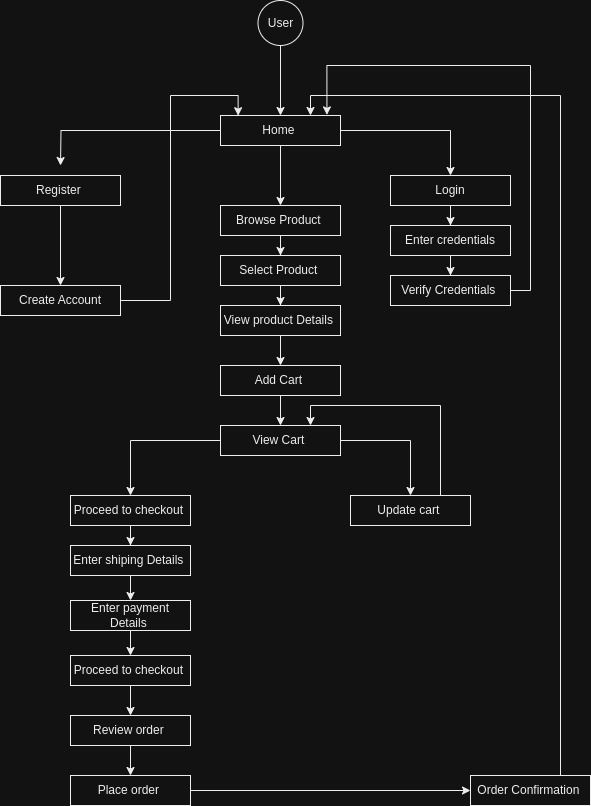 User
Home
Register
Login
Browse Product
Enter credentials
Select Product
Create Account
Verify Credentials
View product Details
Add Cart
View Cart
Proceed to checkout
Update cart
Enter shiping Details
Enter payment
Details
Proceed to checkout
Review order
Place order
Order Confirmation